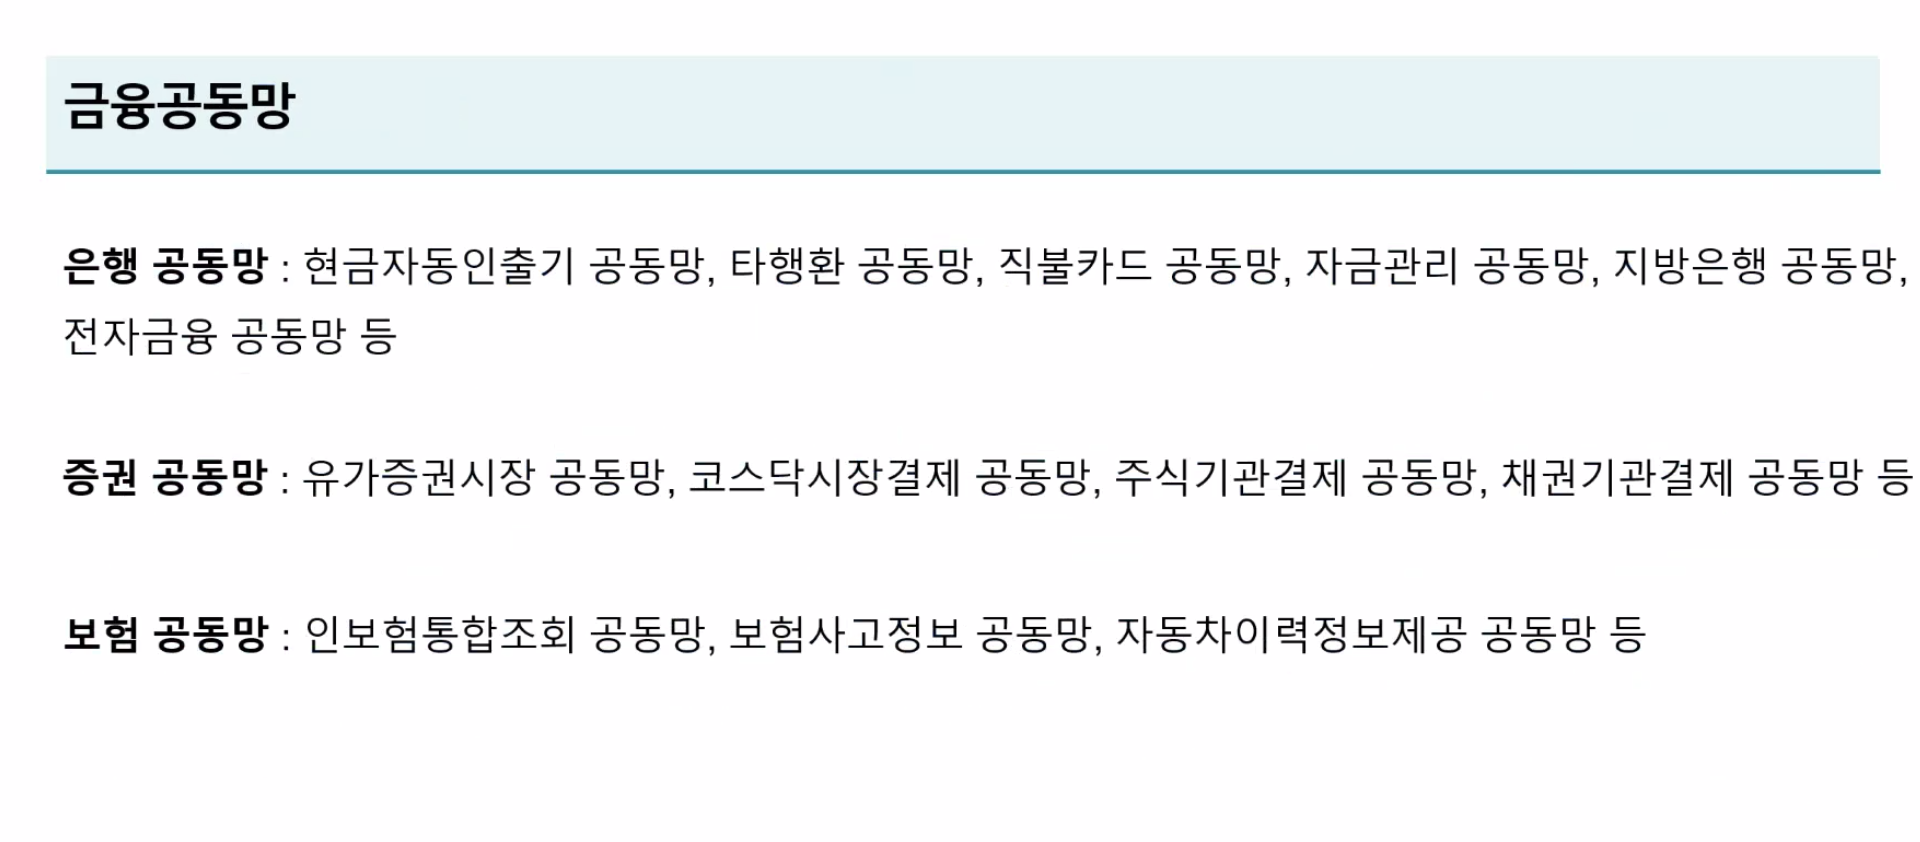 금융공동망
은행 공동망 : 현금자동인출기 공동망, 타행환 공동망, 직불카드 공동망, 자금관리 공동망, 지방은행 공동망,
전자금융 공동망 등
증권 공동망 : 유가증권시장 공동망, 코스닥시장결제 공동망, 주식기관결제 공동망, 채권기관결제 공동망 등
보험 공동망 : 인보험통합조회 공동망, 보험사고정보 공동망, 자동차이력정보제공 공동망 등